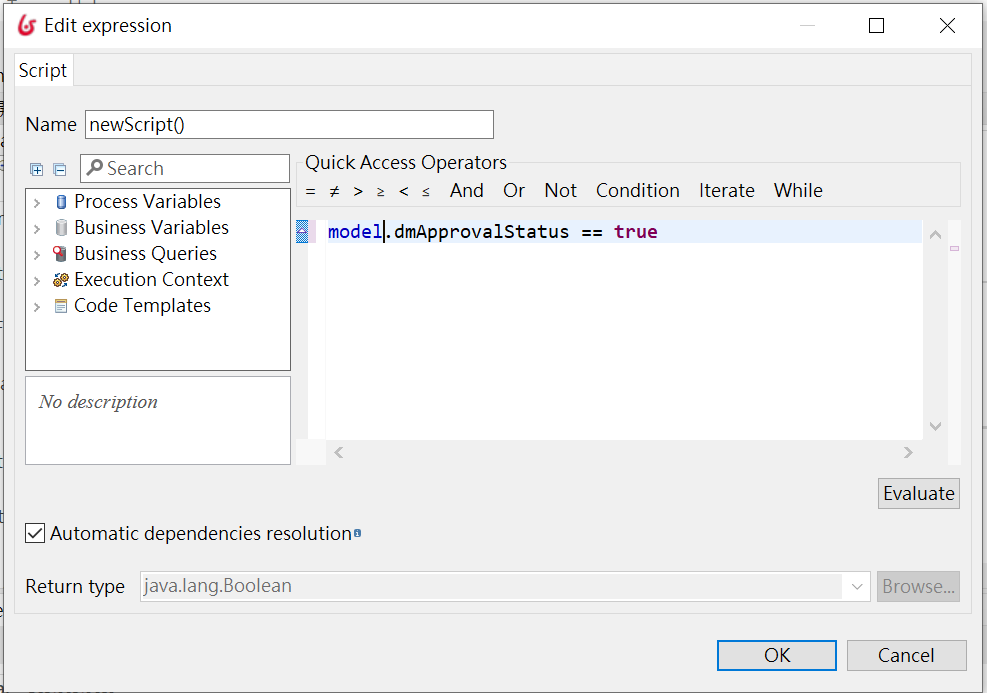 Edit expression
Script
Name newScript()
Search
Quick Access Operators
= ≠ > ≥ < ≤ And Or Not Condition Iterate While
Process Variables
Business Variables
Business Queries
Execution Context
Code Templates
model.dmApprovalStatus == true
No description
Evaluate
Automatic dependencies resolution
Return type java.lang.Boolean Browse...
OK Cancel